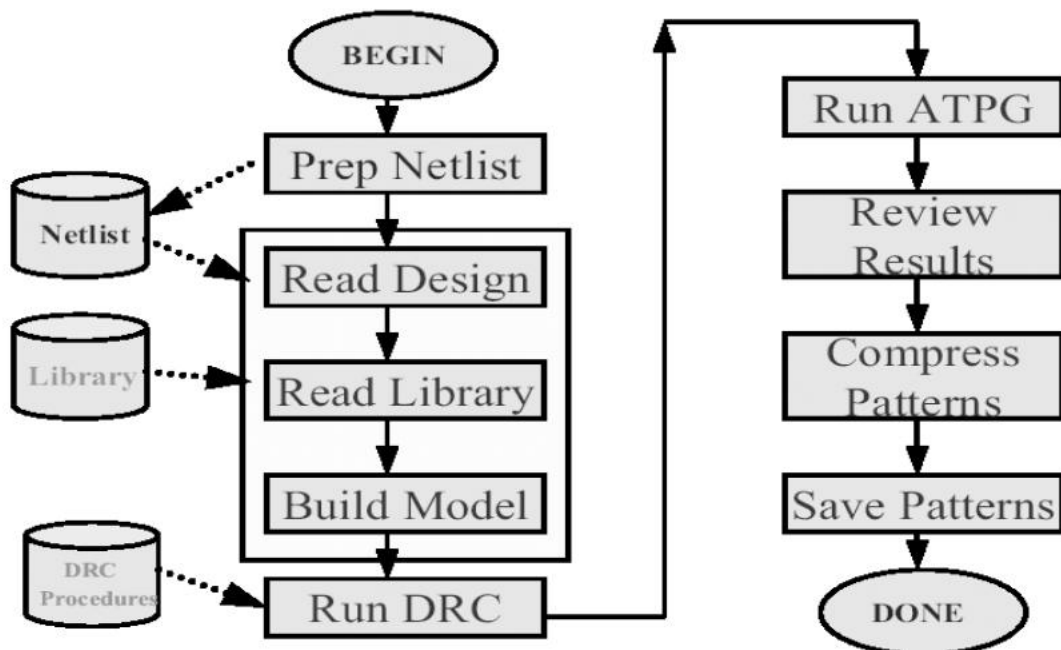 BEGIN
Prep Netlist
Netlist
Read Design
Library
Read Library
Build Model
DRC
Procedures
Run DRC
Run ATPG
Review
Results
Compress
Patterns
Save Patterns
DONE